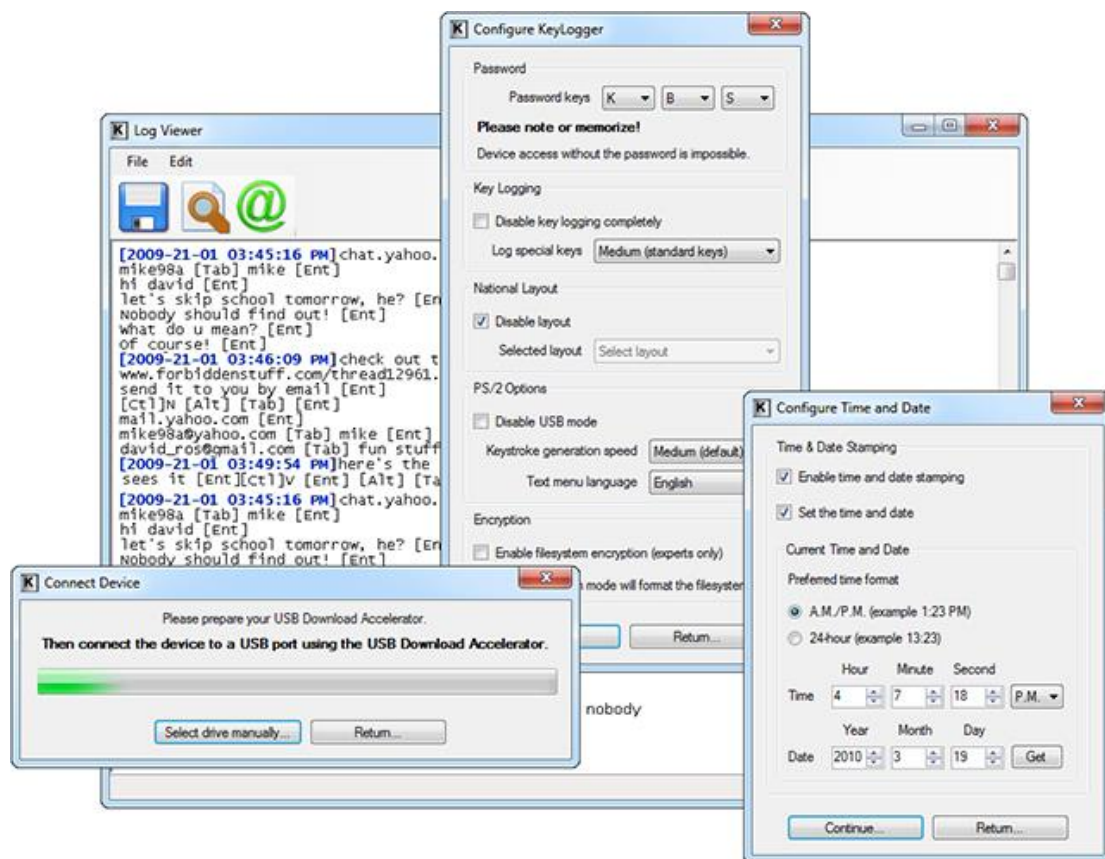 Configure KeyLogger
Password
Password keys K B S
Please note or memorize!
Device access without the password is impossible.
Key Logging
Disable key logging completely
Log special keys Medium (standard keys)
National Layout
Disable layout
Selected layout Select layout
PS/2 Options
Disable USB mode
Keystroke generation speed Medium (default)
Text menu language English
Encryption
Enable filesystem encryption (experts only)
mode will format the filesystem
Return...
Log Viewer
File Edit
[2009-21-01 03:45:16 PM]chat.yahoo.
mike98a [Tab] mike [Ent]
hi david [Ent]
let's skip school tomorrow, he? [En
Nobody should find out! [Ent]
What do u mean? [Ent]
of course! [Ent]
[2009-21-01 03:46:09 PM]check out t
www.forbiddenstuff.com/thread12961.
send it to you by email [Ent]
[Ctl]N [Alt] [Tab] [Ent]
mail.yahoo.com [Ent]
mike98a@yahoo.com [Tab] mike [Ent]
david_ros@gmail.com [Tab] fun stuff
[2009-21-01 03:49:54 PM]here's the
sees it [Ent][Ctl]V [Ent] [Alt] [Ta
[2009-21-01 03:45:16 PM]chat.yahoo.
mike98a [Tab] mike [Ent]
hi david [Ent]
let's skip school tomorrow, he? [En
Nobody should find out! [Ent]
nobody
Connect Device
Please prepare your USB Download Accelerator.
Then connect the device to a USB port using the USB Download Accelerator.
Select drive manually... Return...
Configure Time and Date
Time & Date Stamping
Enable time and date stamping
Set the time and date
Current Time and Date
Preferred time format
A.M./P.M. (example 1:23 PM)
24-hour (example 13:23)
Hour Minute Second
Time 4 7 18 P.M.
Year Month Day
Date 2010 3 19 Get
Continue... Return...